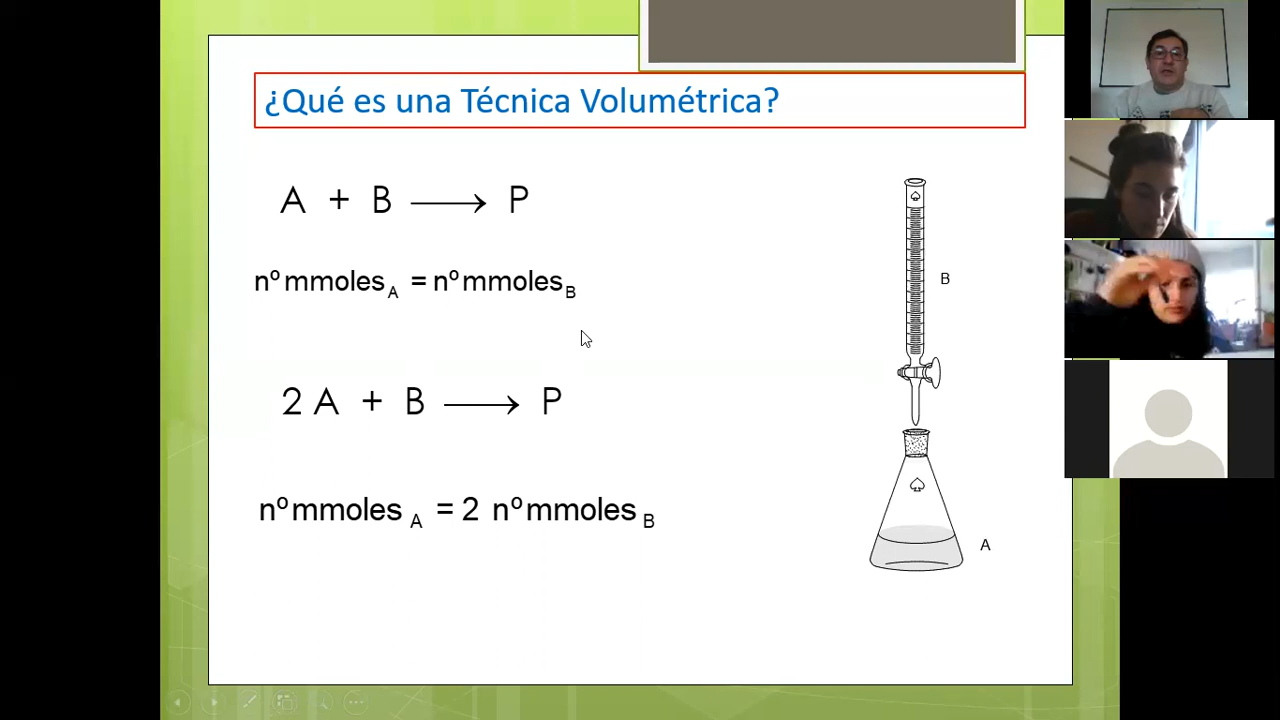 ¿Qué es una Técnica Volumétrica?
A + B ⟶ P
nº mmoles A = nº mmoles B
2 A + B ⟶ P
nº mmoles A = 2 nº mmoles B
B
A